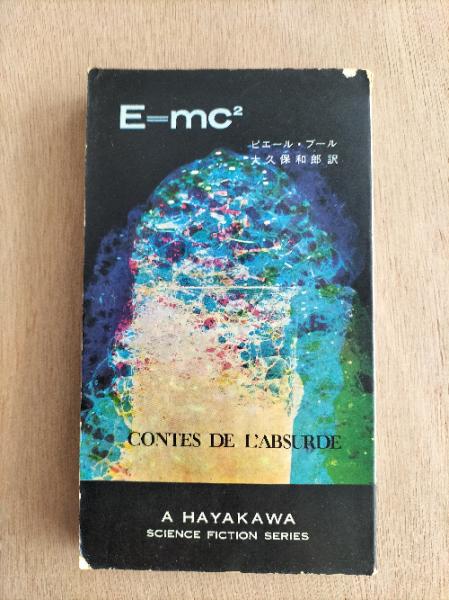 E=mc²
ピエール・ブール
大久保和郎訳
CONTES DE L'ABSURDE
A HAYAKAWA
SCIENCE FICTION SERIES